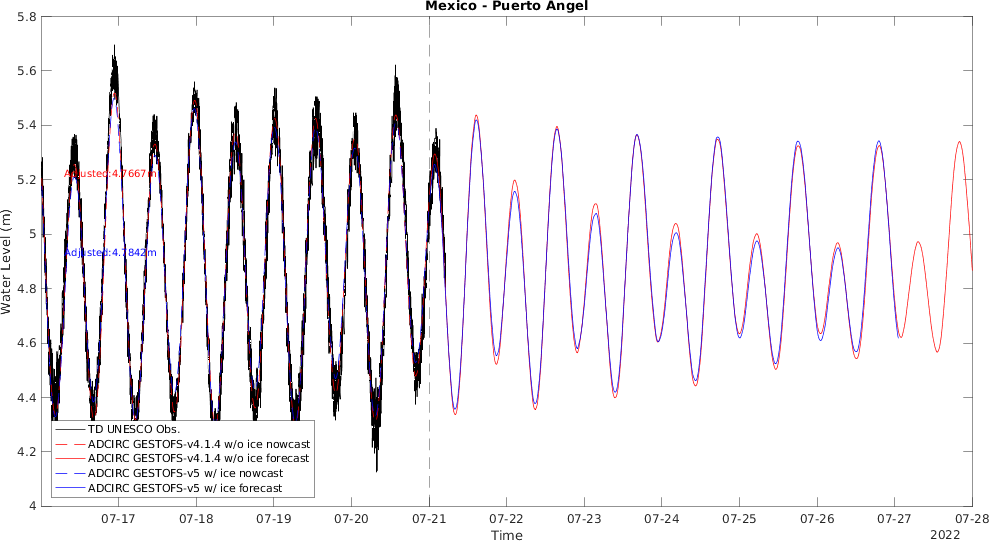 Mexico - Puerto Angel
5.8
5.6
5.4
5.2
5
4.8
4.6
4.4
4.2
4
Water Level (m)
Adjusted:4.7667m
Adjusted:4.7842m
TD UNESCO Obs.
ADCIRC GESTOFS-v4.1.4 w/o ice nowcast
ADCIRC GESTOFS-v4.1.4 w/o ice forecast
ADCIRC GESTOFS-v5 w/ ice nowcast
ADCIRC GESTOFS-v5 w/ ice forecast
07-17 07-18 07-19 07-20 07-21 07-22 07-23 07-24 07-25 07-26 07-27 07-28
Time
2022